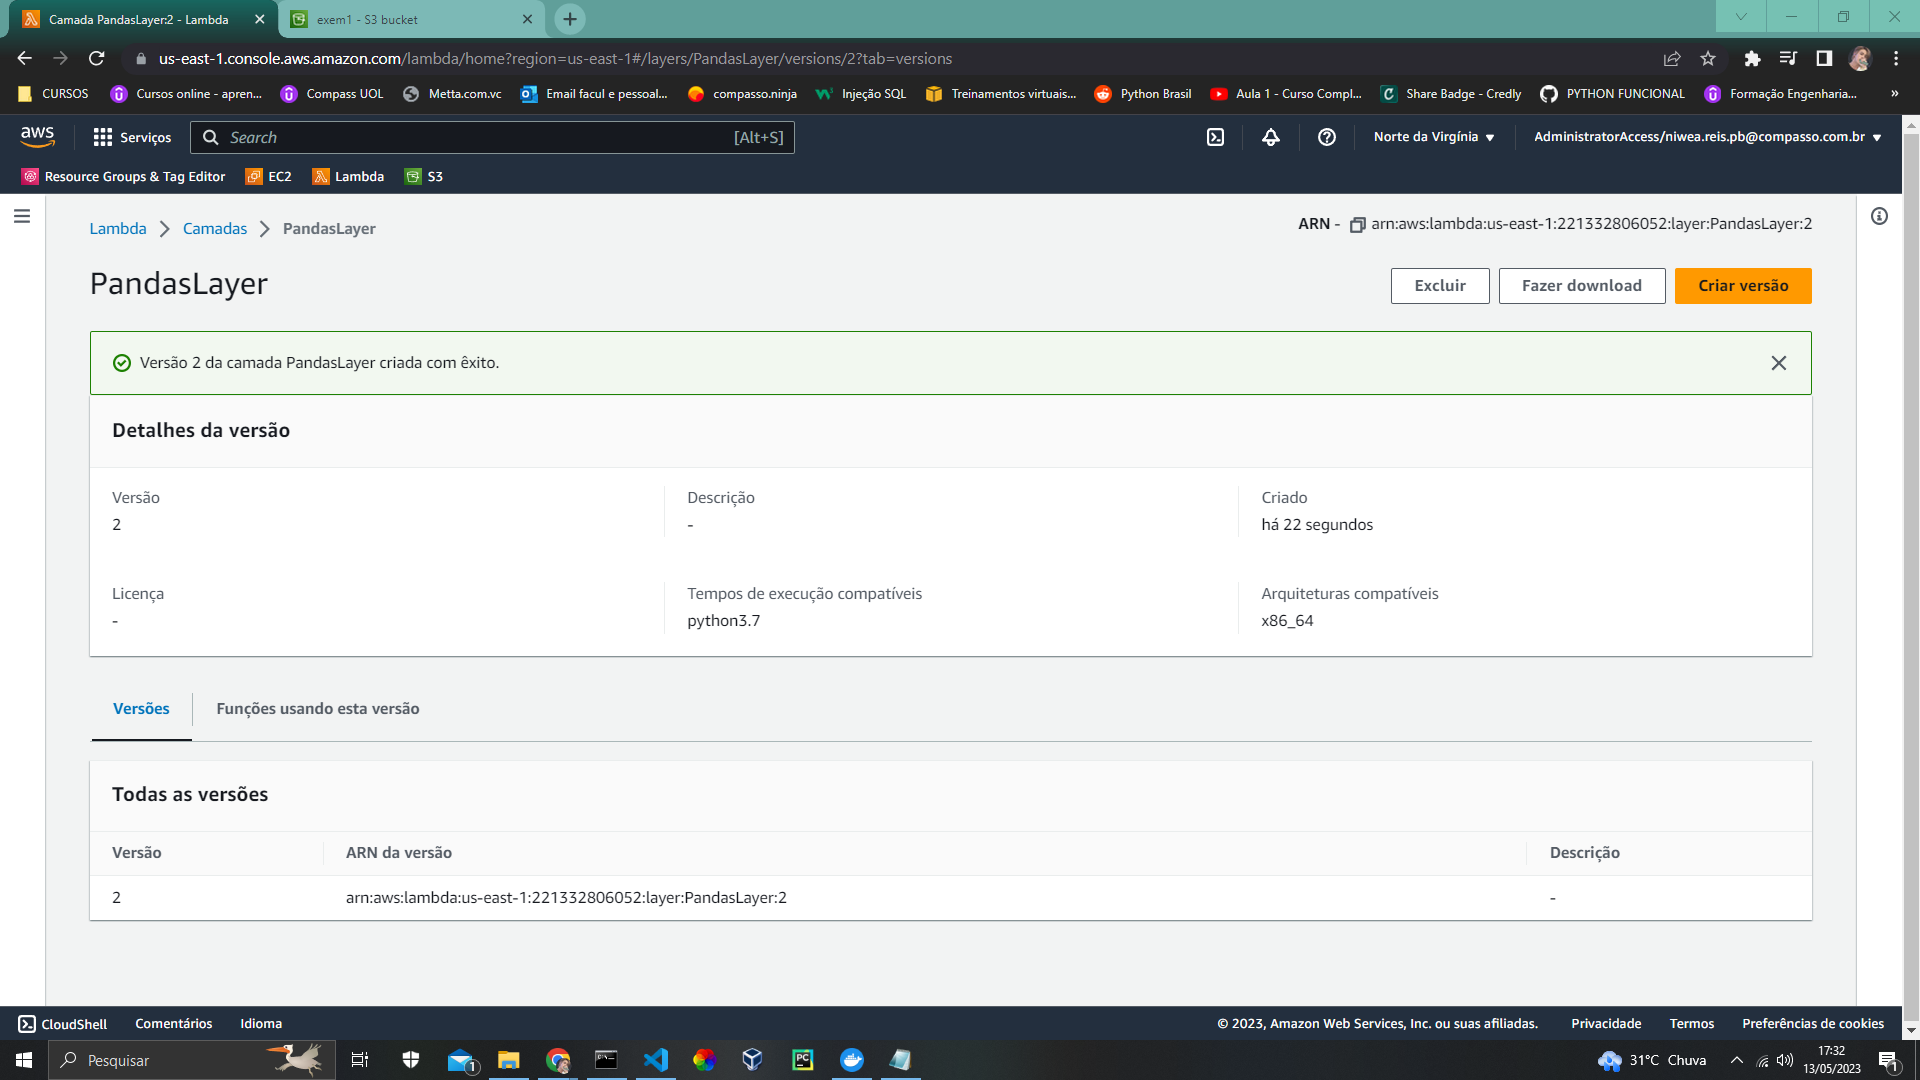 Camada PandasLayer:2 - Lambda
exem1 - S3 bucket
us-east-1.console.aws.amazon.com/lambda/home?region=us-east-1#/layers/PandasLayer/versions/2?tab=versions
CURSOS
Cursos online - apren...
Compass UOL
Metta.com.vc
Email facul e pessoal...
compasso.ninja
Injeção SQL
Treinamentos virtuais...
Python Brasil
Aula 1 - Curso Compl...
Share Badge - Credly
PYTHON FUNCIONAL
Formação Engenharia...
»
aws
Serviços
Search
[Alt+S]
Norte da Virgínia
AdministratorAccess/niwea.reis.pb@compasso.com.br
Resource Groups & Tag Editor
EC2
Lambda
S3
Lambda
Camadas
PandasLayer
ARN - arn:aws:lambda:us-east-1:221332806052:layer:PandasLayer:2
PandasLayer
Excluir
Fazer download
Criar versão
Versão 2 da camada PandasLayer criada com êxito.
Detalhes da versão
Versão
2
Descrição
-
Criado
há 22 segundos
Licença
-
Tempos de execução compatíveis
python3.7
Arquiteturas compatíveis
x86_64
Versões
Funções usando esta versão
Todas as versões
Versão
ARN da versão
Descrição
2
arn:aws:lambda:us-east-1:221332806052:layer:PandasLayer:2
-
CloudShell
Comentários
Idioma
© 2023, Amazon Web Services, Inc. ou suas afiliadas.
Privacidade
Termos
Preferências de cookies
Pesquisar
1
PC
31°C Chuva
17:32
13/05/2023
1